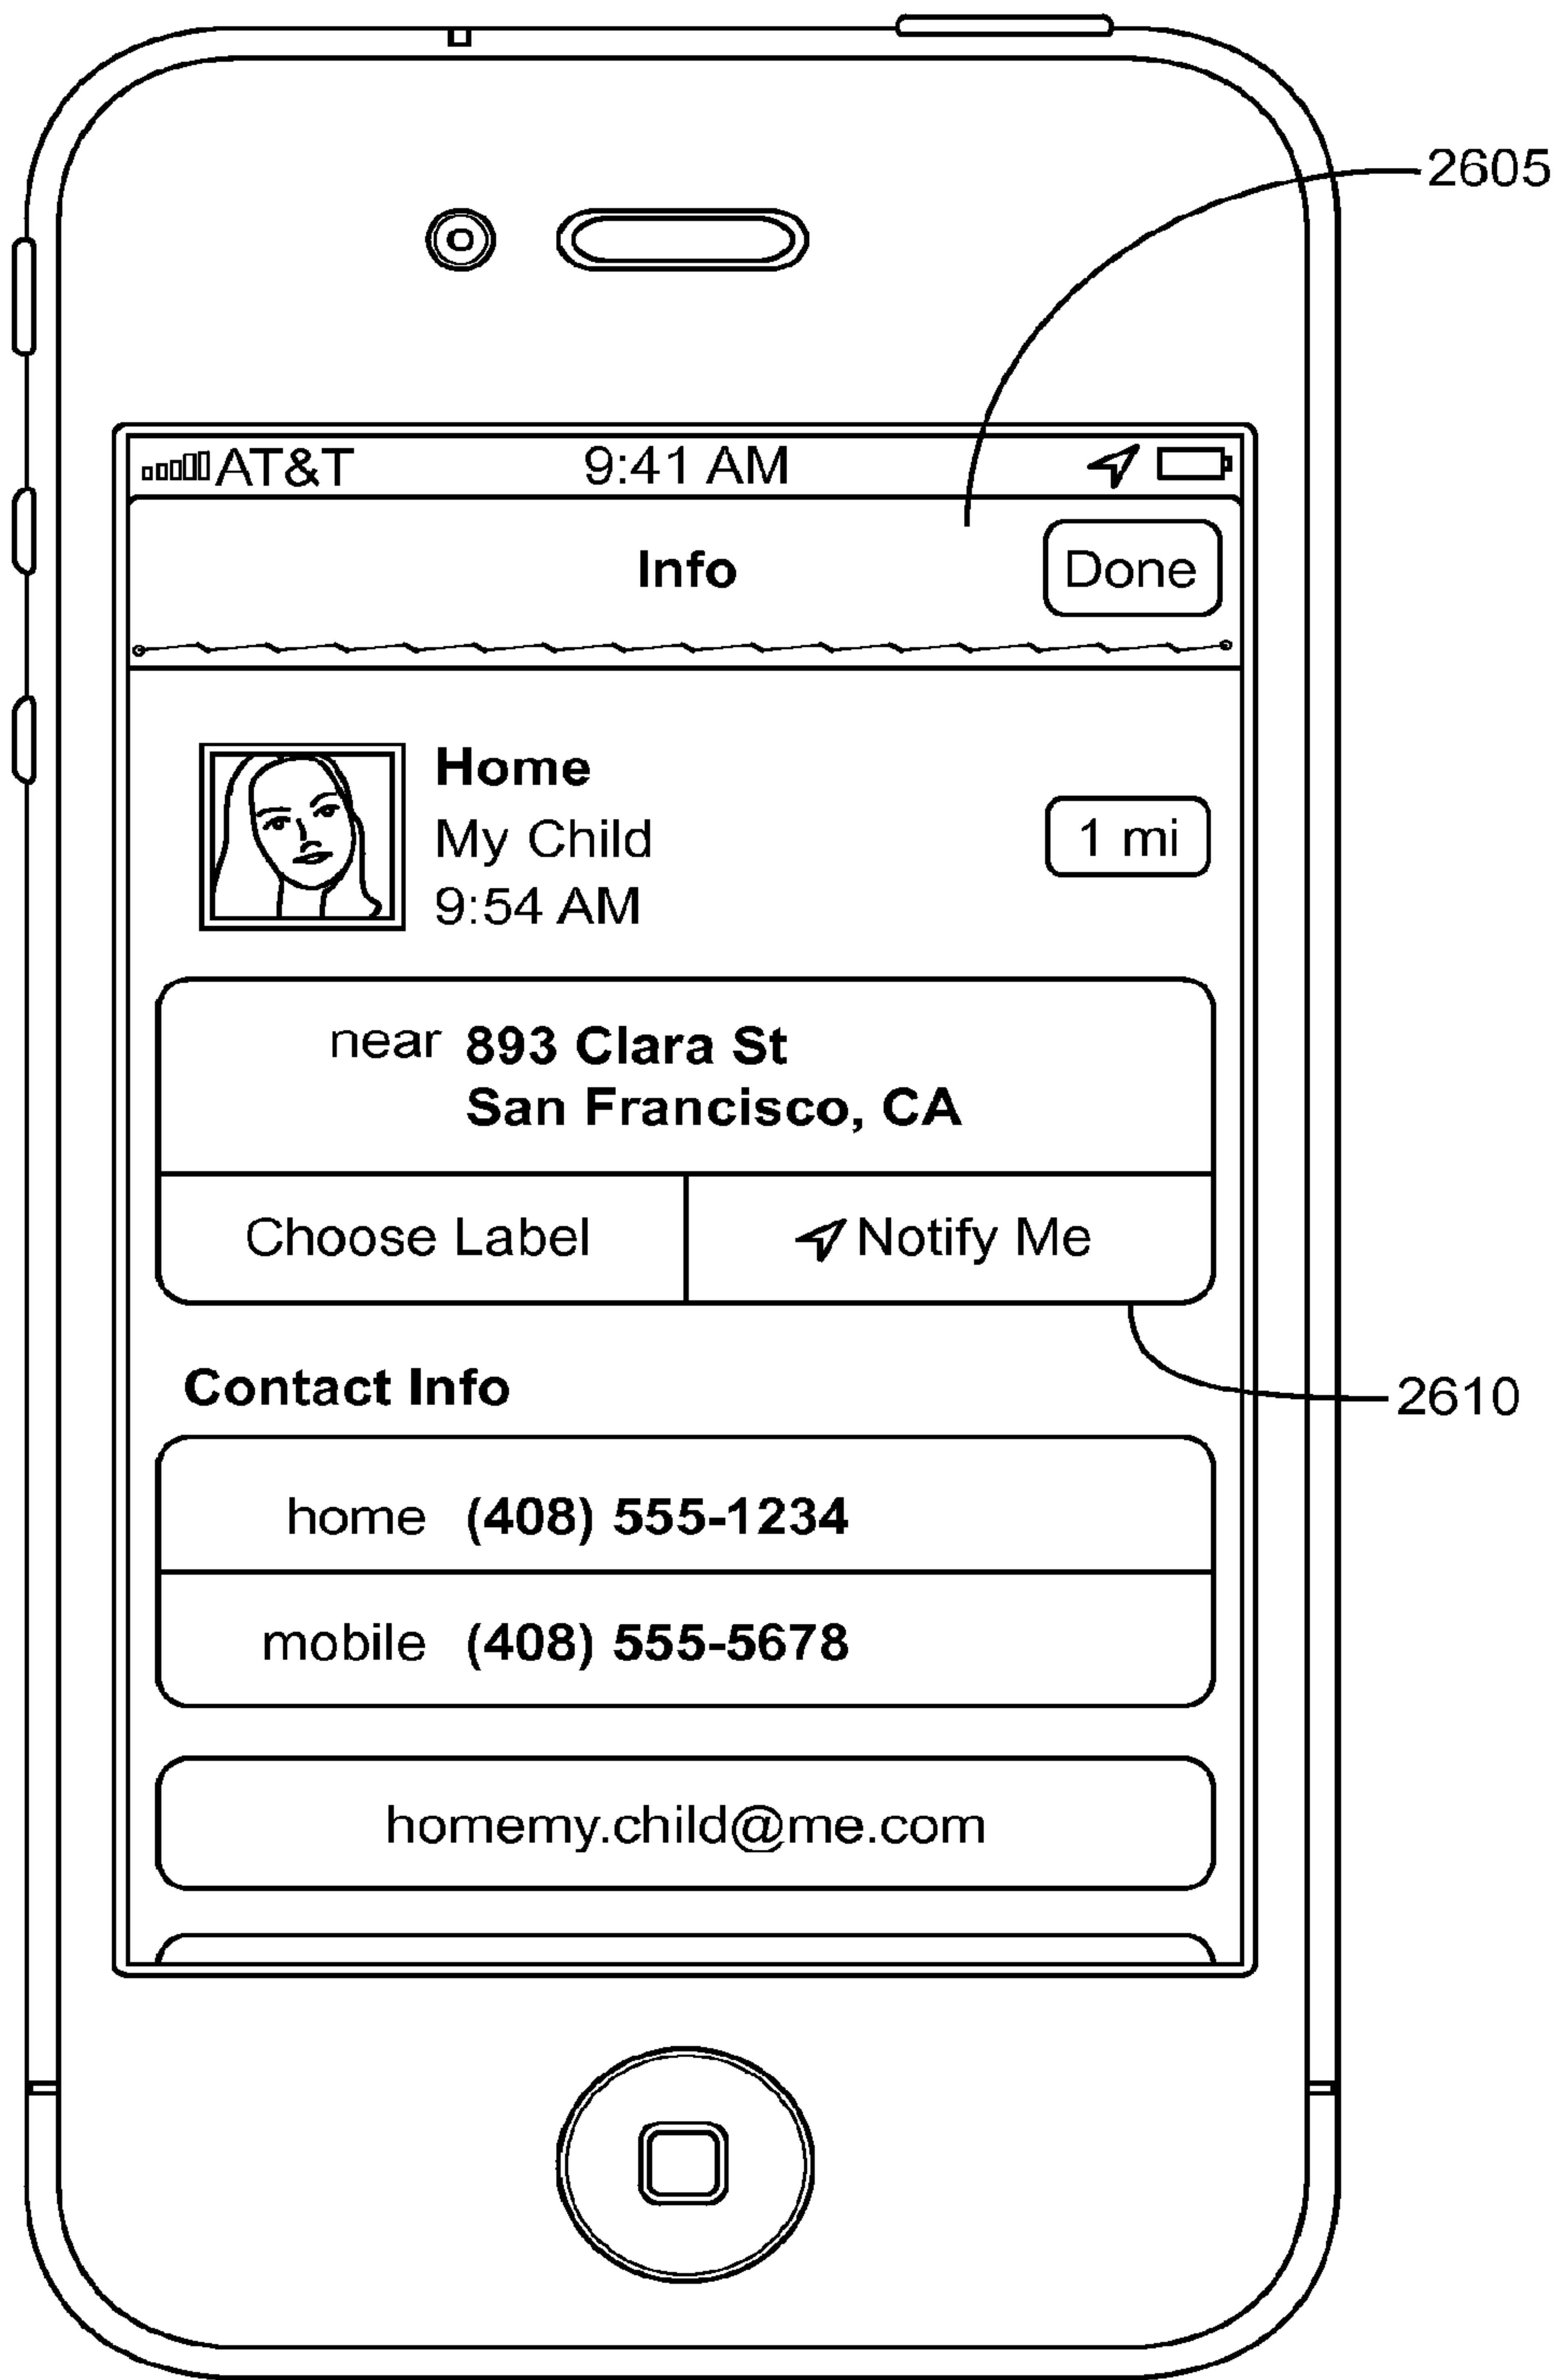 2605
AT&T 9:41 AM
Info Done
Home
My Child 1 mi
9:54 AM
near 893 Clara St
San Francisco, CA
Choose Label Notify Me
2610
Contact Info
home (408) 555-1234
mobile (408) 555-5678
homemy.child@me.com